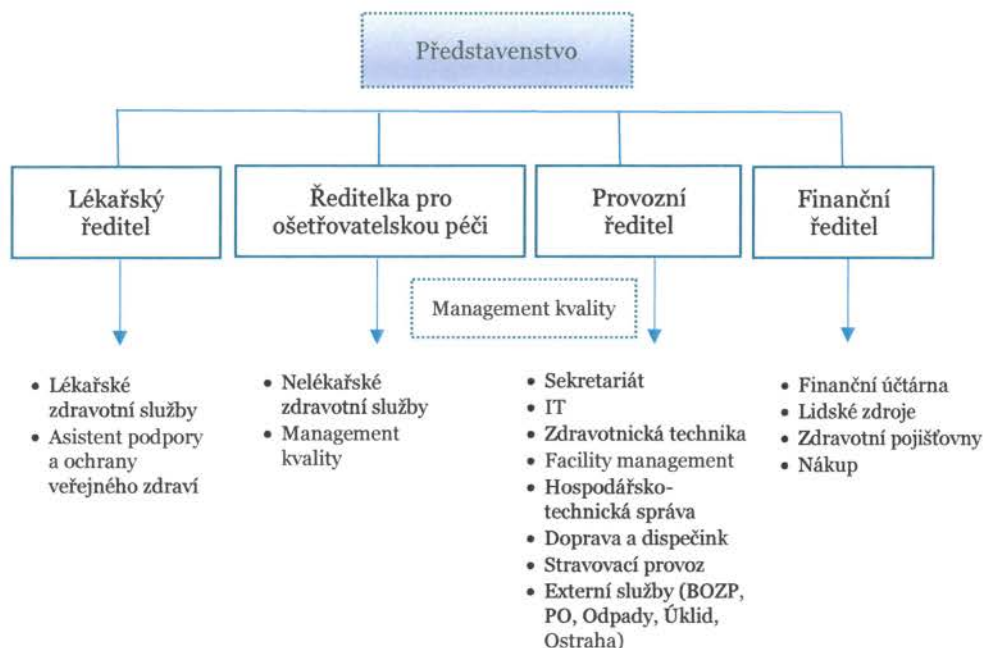 Představenstvo
Lékařský
ředitel
Ředitelka pro
ošetřovatelskou péči
Provozní
ředitel
Finanční
ředitel
Management kvality
• Lékařské
zdravotní služby
• Asistent podpory
a ochrany
veřejného zdraví
• Nelékařské
zdravotní služby
• Management
kvality
• Sekretariát
• IT
• Zdravotnická technika
• Facility management
• Hospodářsko-
technická správa
• Doprava a dispečink
• Stravovací provoz
• Externí služby (BOZP,
PO, Odpady, Úklid,
Ostraha)
• Finanční účtárna
• Lidské zdroje
• Zdravotní pojišťovny
• Nákup